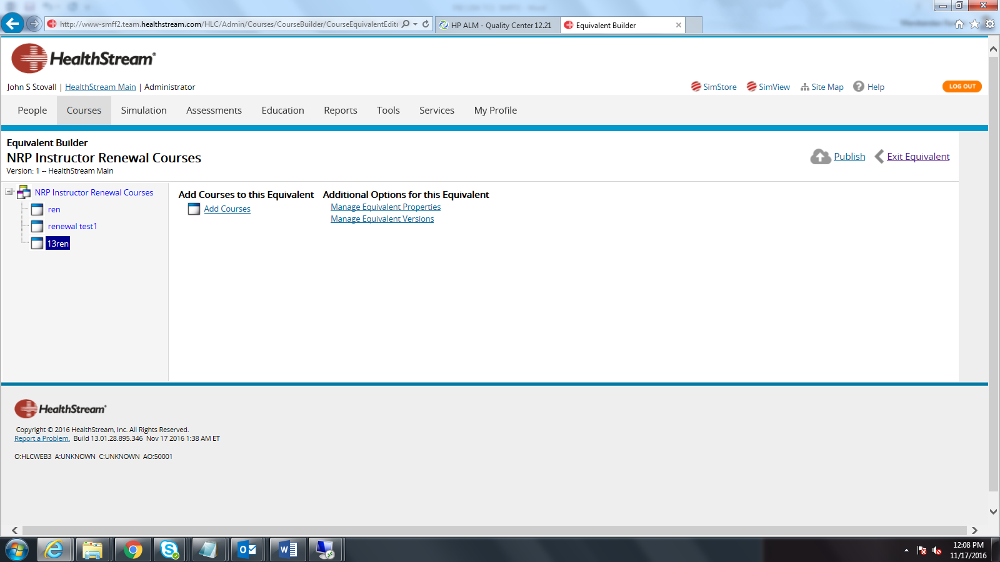 http://www-smff2.team.healthstream.com/HLC/Admin/Courses/CourseBuilder/CourseEquivalentEdito
HP ALM - Quality Center 12.21
Equivalent Builder
HealthStream®
John S Stovall | HealthStream Main | Administrator
SimStore
SimView
Site Map
Help
LOG OUT
People
Courses
Simulation
Assessments
Education
Reports
Tools
Services
My Profile
Equivalent Builder
NRP Instructor Renewal Courses
Version: 1 -- HealthStream Main
Publish
Exit Equivalent
NRP Instructor Renewal Courses
ren
renewal test1
13ren
Add Courses to this Equivalent
Add Courses
Additional Options for this Equivalent
Manage Equivalent Properties
Manage Equivalent Versions
HealthStream
Copyright © 2016 HealthStream, Inc. All Rights Reserved.
Report a Problem. Build 13.01.28.895.346 Nov 17 2016 1:38 AM ET
O:HLCWEB3 A:UNKNOWN C:UNKNOWN AO:50001
12:08 PM
11/17/2016